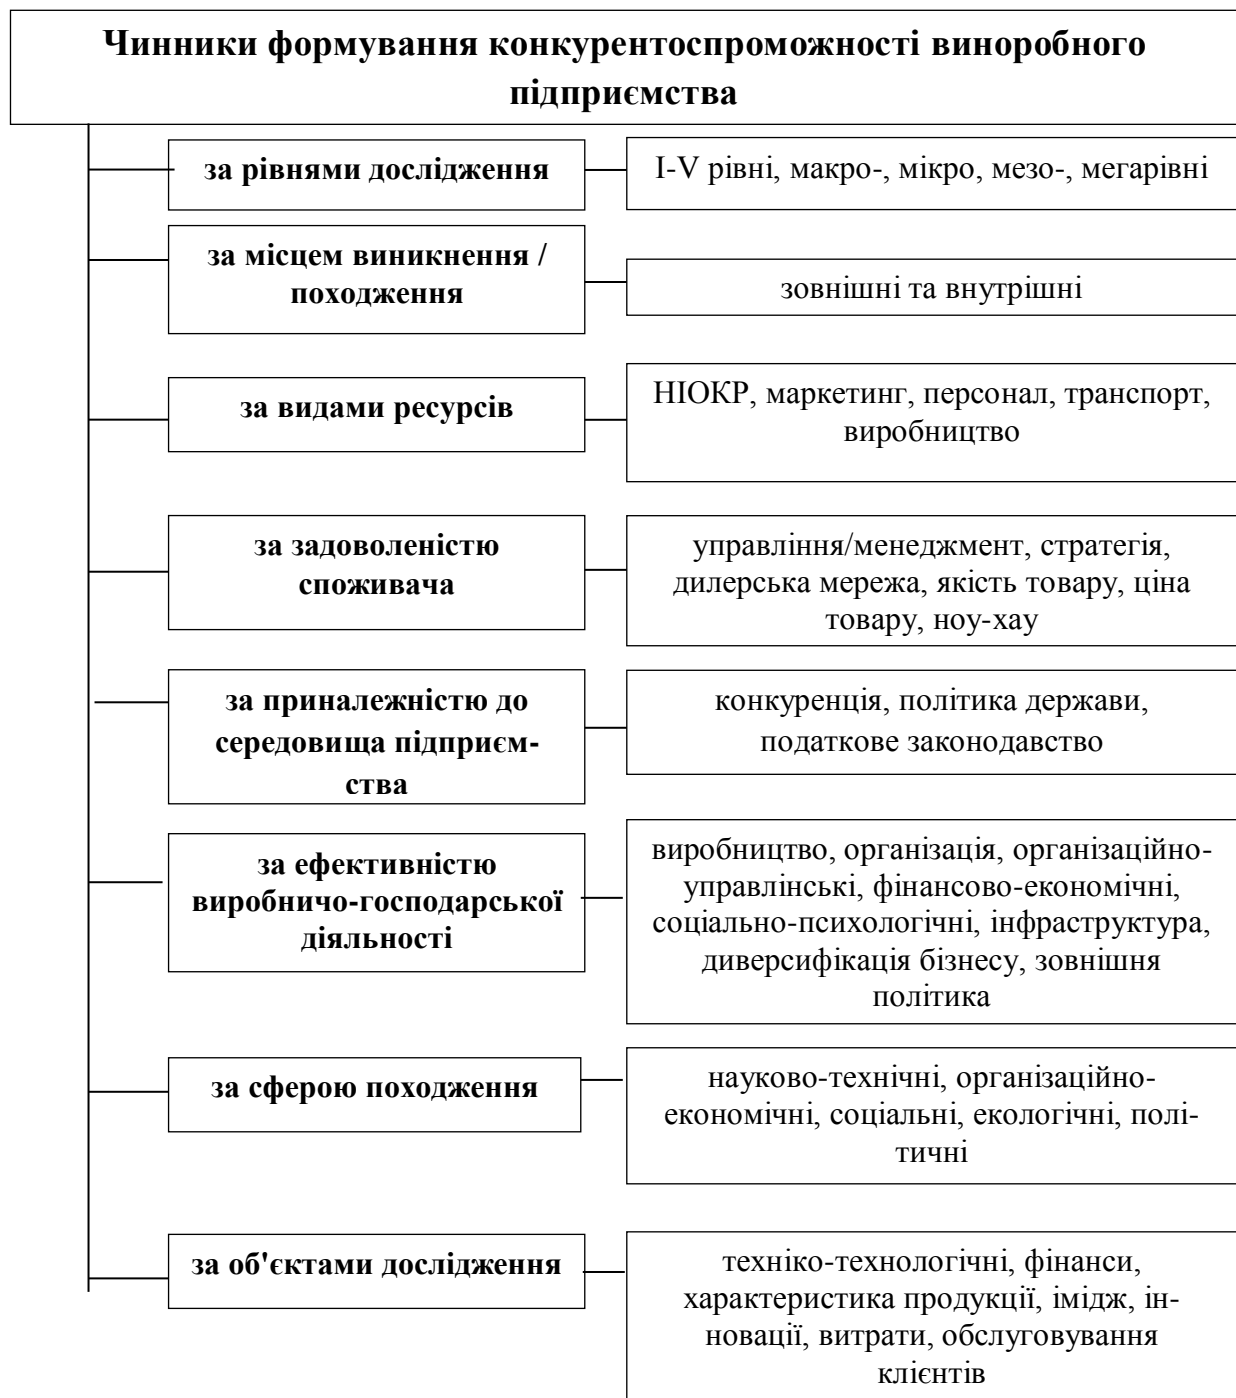 Чинники формування конкурентоспроможності виноробного
підприємства
за рівнями дослідження
I-V рівні, макро-, мікро, мезо-, мегарівні
за місцем виникнення /
походження
зовнішні та внутрішні
за видами ресурсів
НІОКР, маркетинг, персонал, транспорт,
виробництво
за задоволеністю
споживача
управління/менеджмент, стратегія,
дилерська мережа, якість товару, ціна
товару, ноу-хау
за приналежністю до
середовища підприєм-
ства
конкуренція, політика держави,
податкове законодавство
за ефективністю
виробничо-господарської
діяльності
виробництво, організація, організаційно-
управлінські, фінансово-економічні,
соціально-психологічні, інфраструктура,
диверсифікація бізнесу, зовнішня
політика
за сферою походження
науково-технічні, організаційно-
економічні, соціальні, екологічні, полі-
тичні
за об'єктами дослідження
техніко-технологічні, фінанси,
характеристика продукції, імідж, ін-
новації, витрати, обслуговування
клієнтів